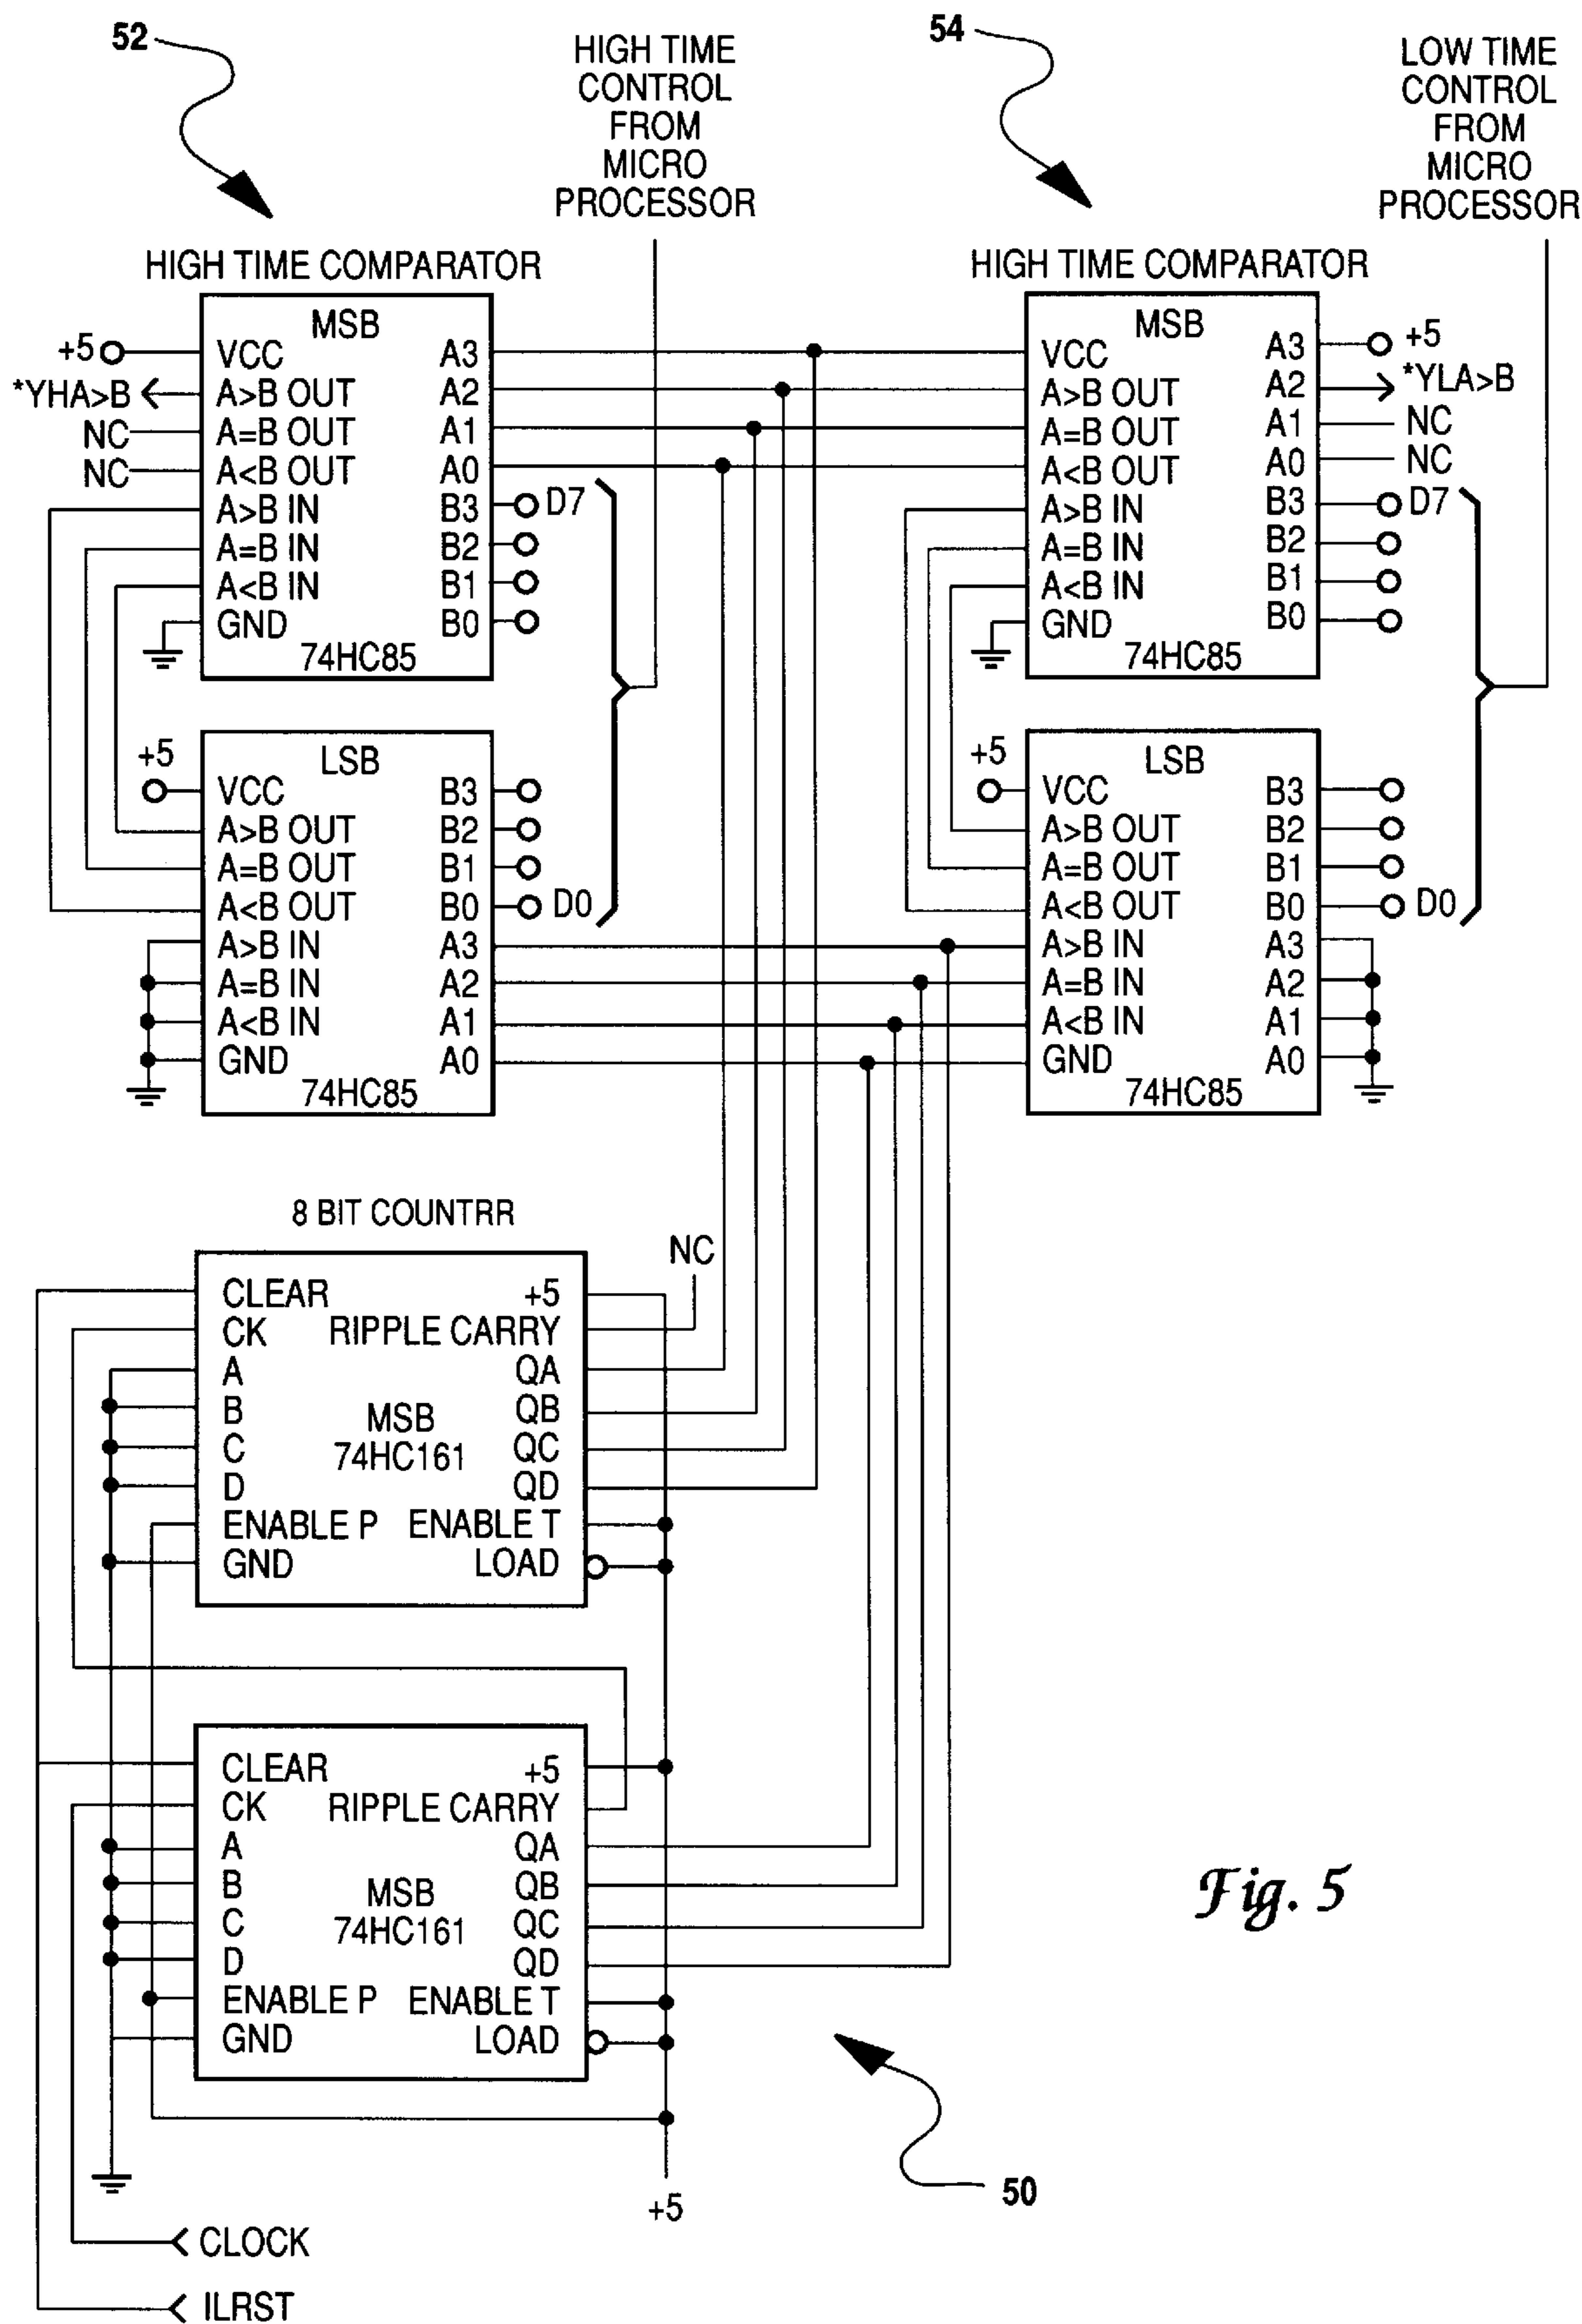 52
HIGH TIME
CONTROL
FROM
MICRO
PROCESSOR
54
LOW TIME
CONTROL
FROM
MICRO
PROCESSOR
HIGH TIME COMPARATOR
MSB
+5 VCC A3
*YHA>B A>B OUT A2
NC A=B OUT A1
NC A<B OUT A0
A>B IN B3 D7
A=B IN B2
A<B IN B1
GND B0
74HC85
+5
LSB
VCC B3
A>B OUT B2
A=B OUT B1
A<B OUT B0 D0
A>B IN A3
A=B IN A2
A<B IN A1
GND A0
74HC85
HIGH TIME COMPARATOR
MSB
VCC A3 +5
A>B OUT A2 *YLA>B
A=B OUT A1 NC
A<B OUT A0 NC
A>B IN B3 D7
A=B IN B2
A<B IN B1
GND B0
74HC85
+5
LSB
VCC B3
A>B OUT B2
A=B OUT B1
A<B OUT B0 D0
A>B IN A3
A=B IN A2
A<B IN A1
GND A0
74HC85
8 BIT COUNTRR
NC
CLEAR +5
CK RIPPLE CARRY
A QA
B QB
MSB
C QC
74HC161
D QD
ENABLE P ENABLE T
GND LOAD
CLEAR +5
CK RIPPLE CARRY
A QA
B QB
MSB
C QC
74HC161
D QD
ENABLE P ENABLE T
GND LOAD
+5
CLOCK
ILRST
50
Fig. 5